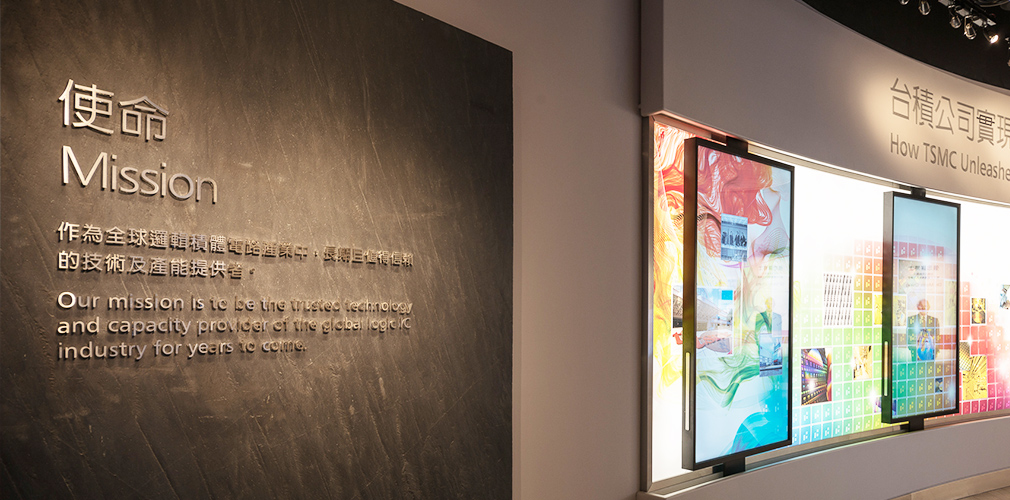 使命
Mission
作為全球邏輯積體電路產業中，長期且值得信賴
的技術及產能提供者。
Our mission is to be the trusted technology
and capacity provider of the global logic IC
industry for years to come.
台積公司實現
How TSMC Unleashe